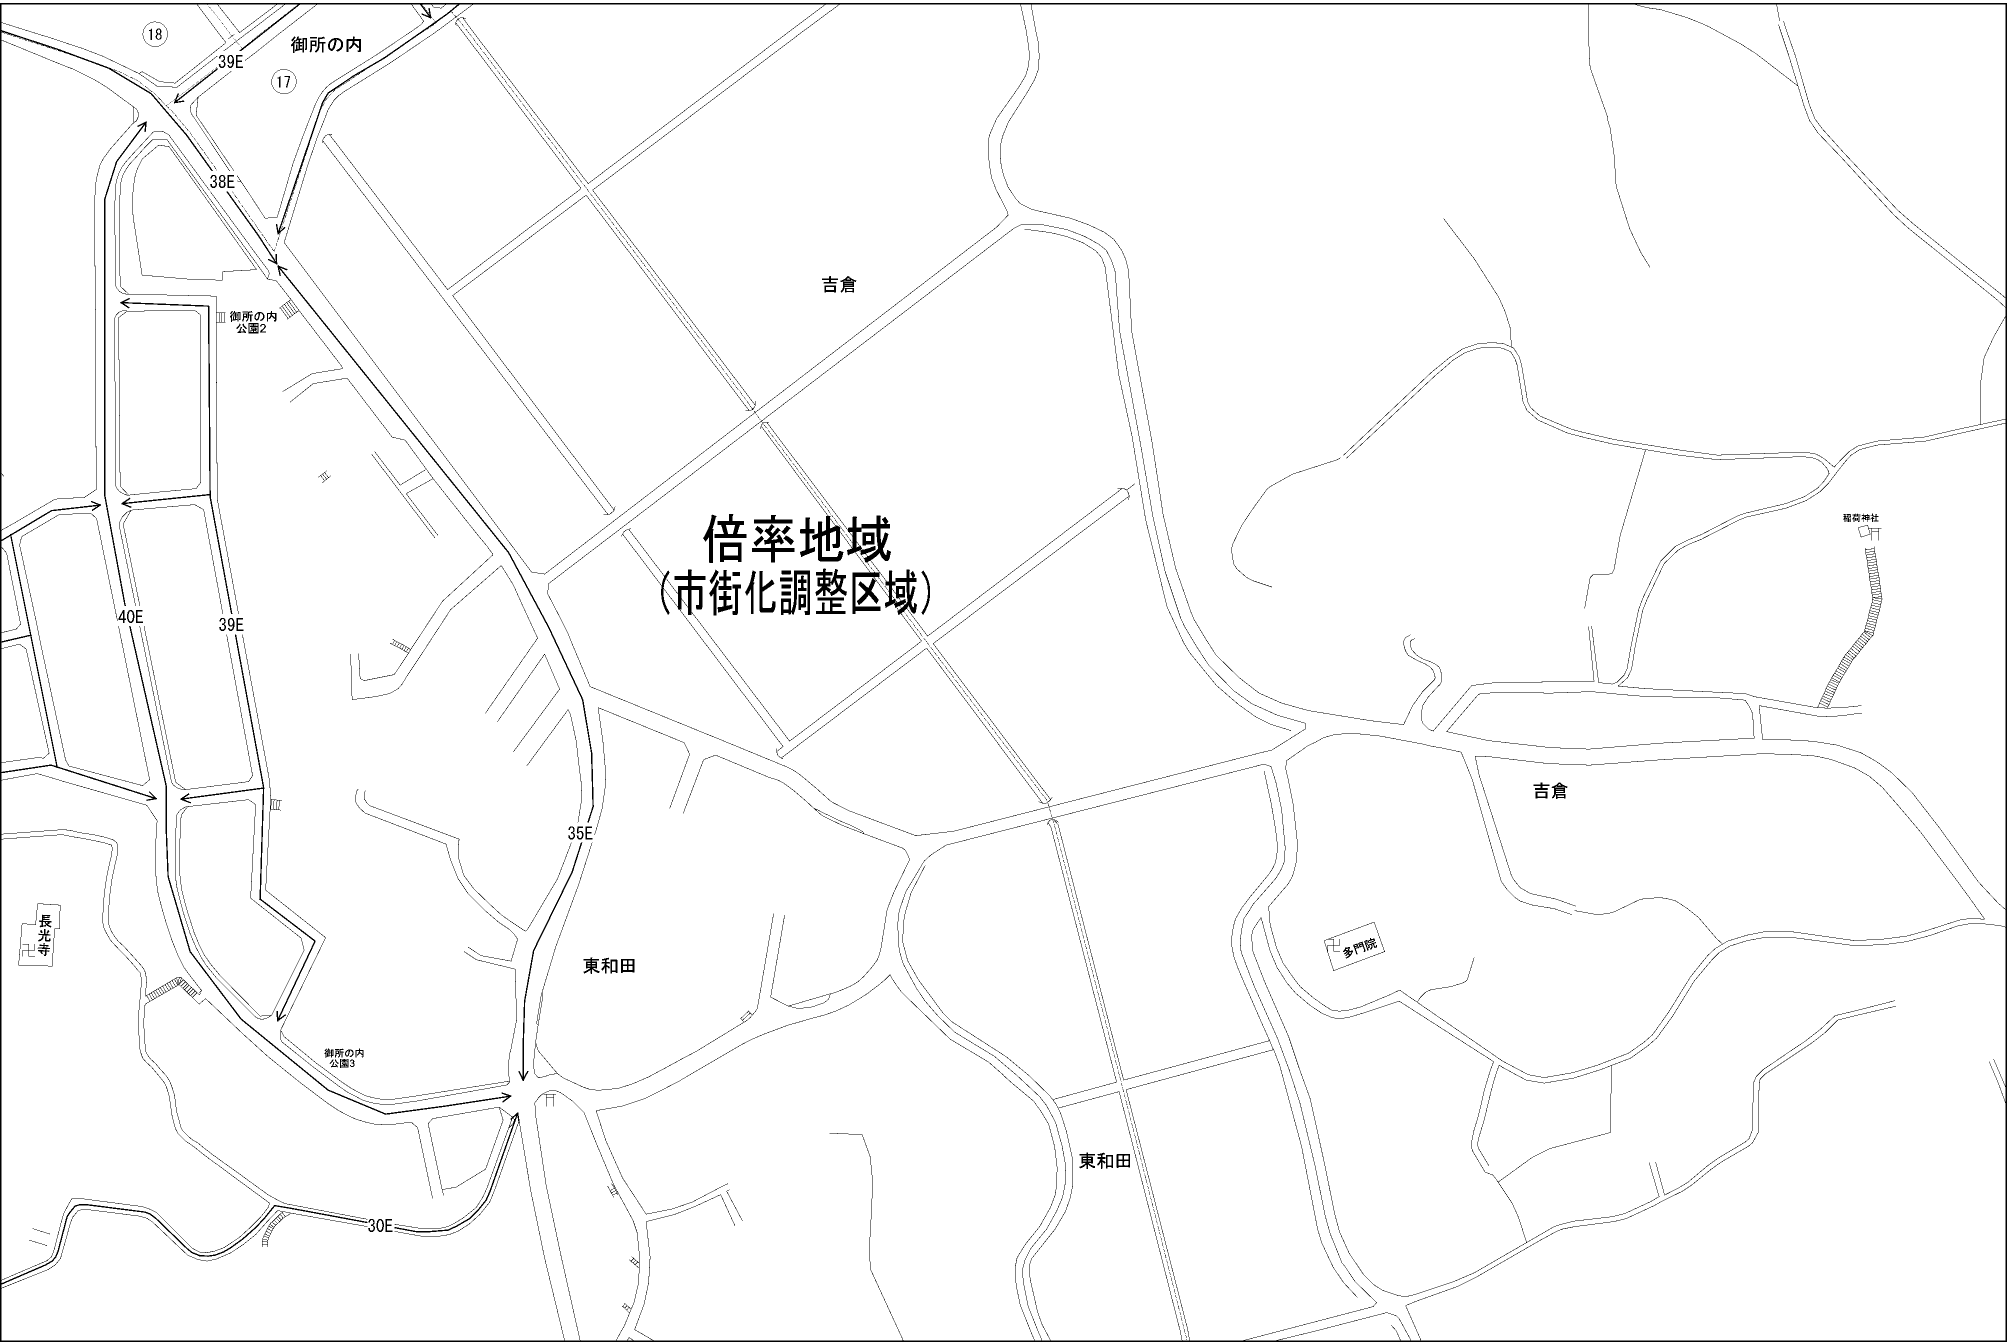 18
39E
御所の内
17
38E
吉倉
御所の内
公園2
倍率地域
(市街化調整区域)
稲荷神社
40E
39E
吉倉
35E
長光寺
東和田
多門院
御所の内
公園3
東和田
30E